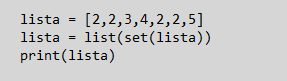 lista = [2,2,3,4,2,2,5]
lista = list(set(lista))
print(lista)